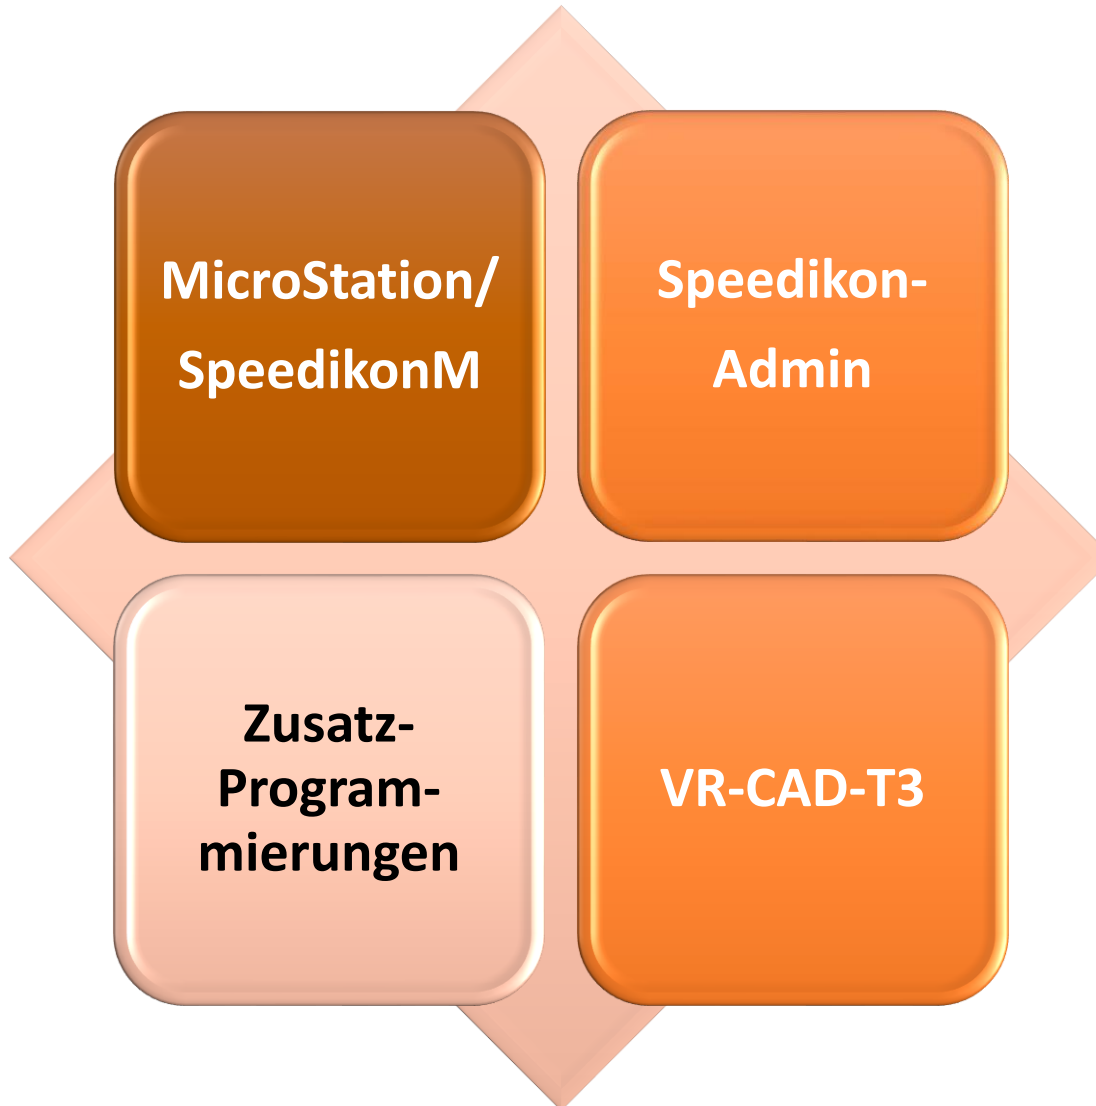 MicroStation/
SpeedikonM
Speedikon-
Admin
Zusatz-
Program-
mierungen
VR-CAD-T3